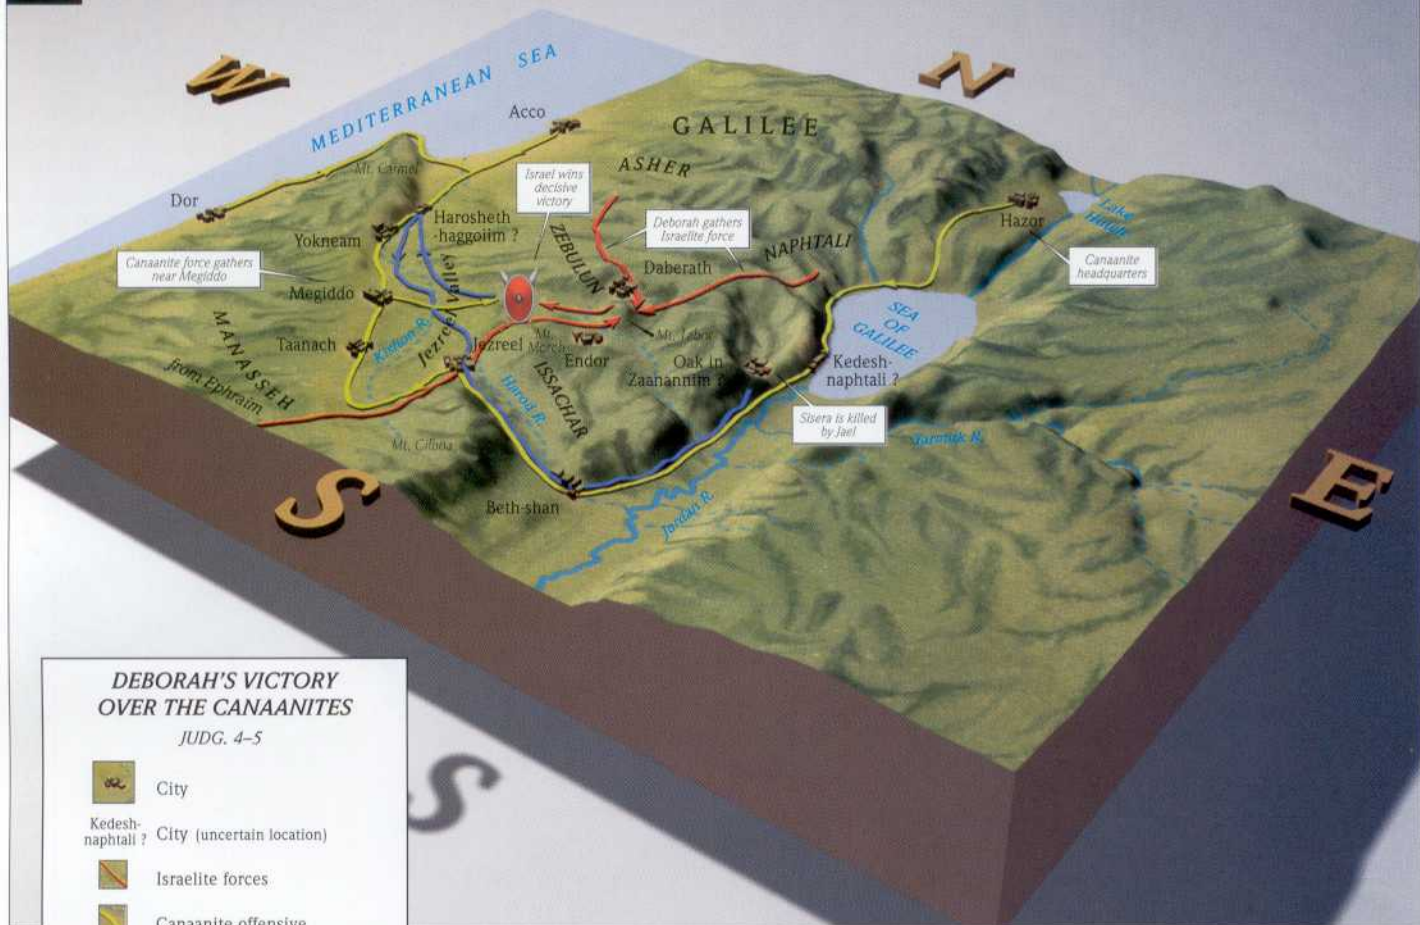 W
N
MEDITERRANEAN SEA
Acco
GALILEE
ASHER
Mt. Carmel
Israel wins
decisive
victory
Dor
Hazor
Lake
Huleh
Harosheth
-haggoiim ?
Yokneam
ZEBULUN
Deborah gathers
Israelite force
NAPHTALI
Canaanite force gathers
near Megiddo
Daberath
Canaanite
headquarters
Megiddo
Jezreel Valley
SEA
OF
GALILEE
MANASSEH
Taanach
Kishon R.
Jezreel
Mt.
Moreh
Endor
Mt. Tabor
Oak in
Zaanannim ?
Kedesh-
naphtali ?
from Ephraim
ISSACHAR
Harod R.
Sisera is killed
by Jael
Yarmuk R.
Mt. Gilboa
S
E
Beth-shan
Jordan R.
DEBORAH'S VICTORY
OVER THE CANAANITES
JUDG. 4–5
City
Kedesh-
naphtali ?
City (uncertain location)
Israelite forces
Canaanite offensive